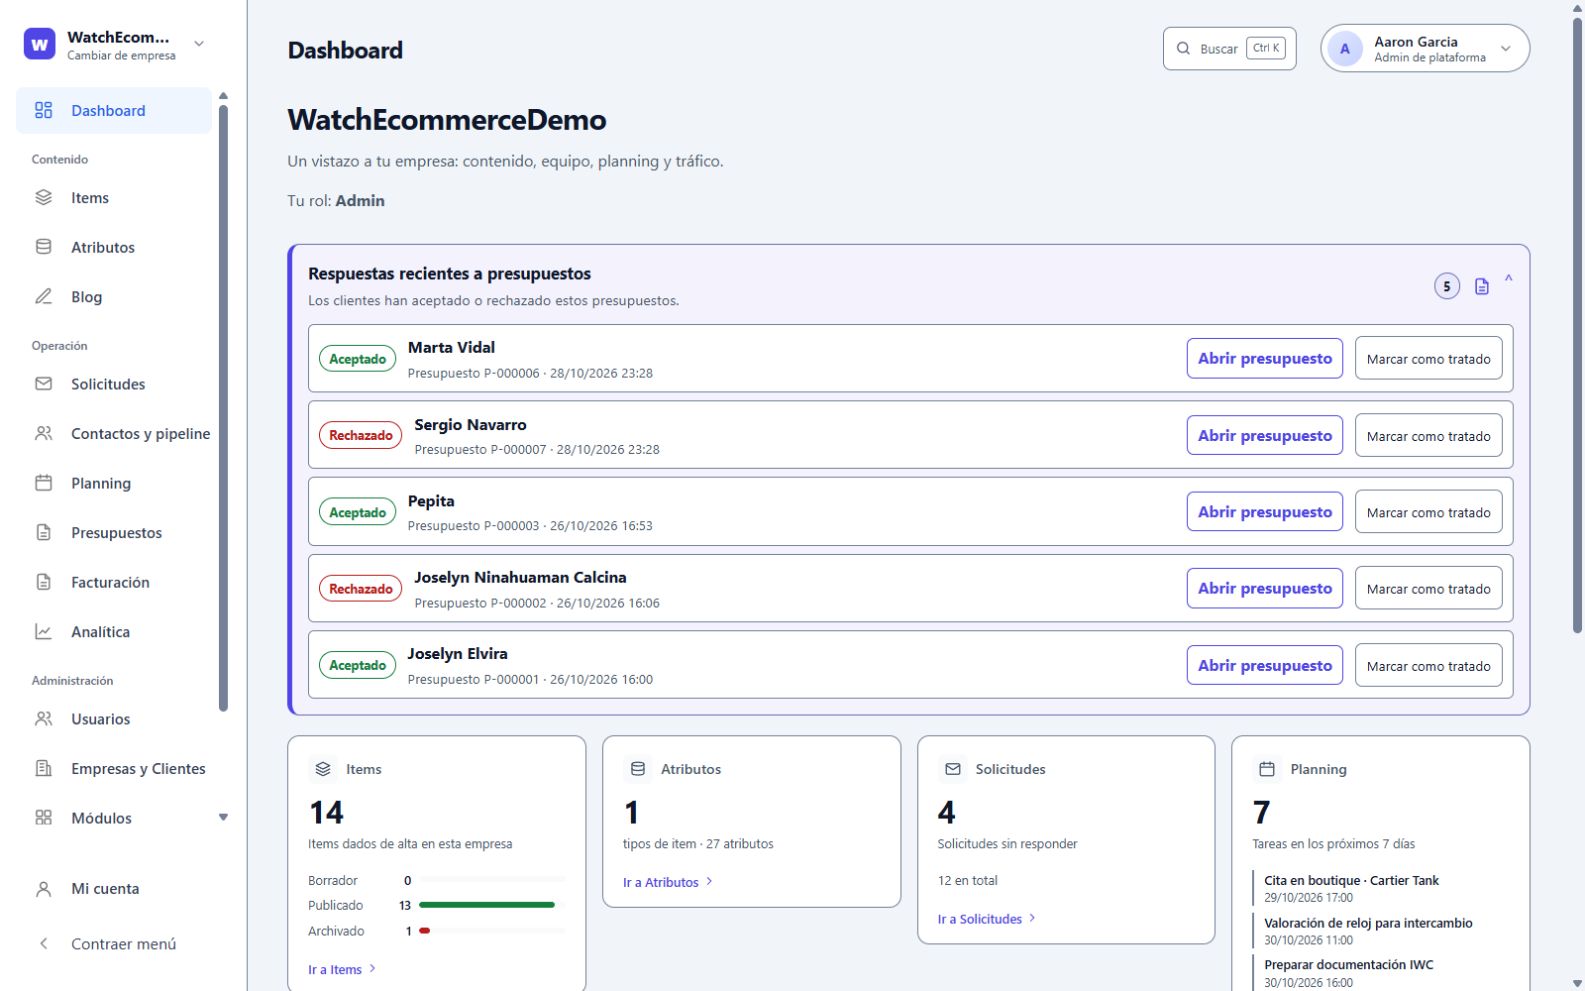 w
WatchEcom...
Cambiar de empresa
Dashboard
Contenido
Items
Atributos
Blog
Operación
Solicitudes
Contactos y pipeline
Planning
Presupuestos
Facturación
Analítica
Administración
Usuarios
Empresas y Clientes
Módulos
Mi cuenta
Contraer menú
Dashboard
Buscar Ctrl K
A
Aaron Garcia
Admin de plataforma
WatchEcommerceDemo
Un vistazo a tu empresa: contenido, equipo, planning y tráfico.
Tu rol: Admin
Respuestas recientes a presupuestos
Los clientes han aceptado o rechazado estos presupuestos.
5
Aceptado
Marta Vidal
Presupuesto P-000006 · 28/10/2026 23:28
Abrir presupuesto
Marcar como tratado
Rechazado
Sergio Navarro
Presupuesto P-000007 · 28/10/2026 23:28
Abrir presupuesto
Marcar como tratado
Aceptado
Pepita
Presupuesto P-000003 · 26/10/2026 16:53
Abrir presupuesto
Marcar como tratado
Rechazado
Joselyn Ninahuaman Calcina
Presupuesto P-000002 · 26/10/2026 16:06
Abrir presupuesto
Marcar como tratado
Aceptado
Joselyn Elvira
Presupuesto P-000001 · 26/10/2026 16:00
Abrir presupuesto
Marcar como tratado
Items
14
Items dados de alta en esta empresa
Borrador 0
Publicado 13
Archivado 1
Ir a Items
Atributos
1
tipos de item · 27 atributos
Ir a Atributos
Solicitudes
4
Solicitudes sin responder
12 en total
Ir a Solicitudes
Planning
7
Tareas en los próximos 7 días
Cita en boutique · Cartier Tank
29/10/2026 17:00
Valoración de reloj para intercambio
30/10/2026 11:00
Preparar documentación IWC
30/10/2026 16:00